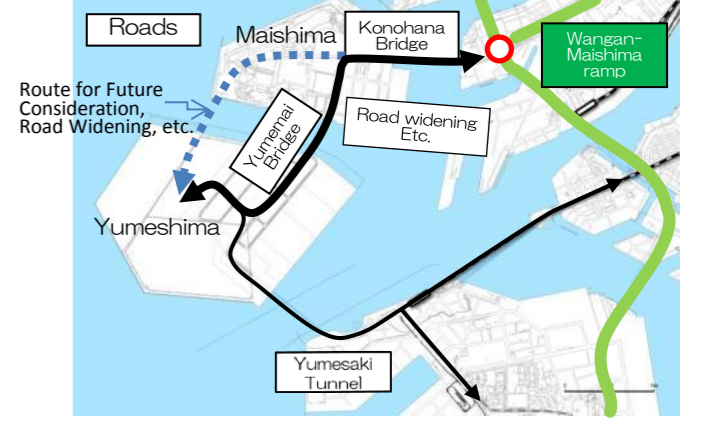 Roads
Maishima
Konohana
Bridge
Wangan-
Maishima
ramp
Route for Future
Consideration,
Road Widening, etc.
Yumemai
Bridge
Road widening
Etc.
Yumeshima
Yumesaki
Tunnel